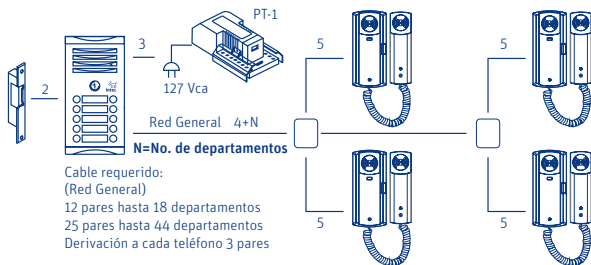 PT-1
3
5
5
127 Vca
2
intec
Red General 4+N
N=No. de departamentos
Cable requerido:
(Red General)
12 pares hasta 18 departamentos
25 pares hasta 44 departamentos
Derivación a cada teléfono 3 pares
5
5